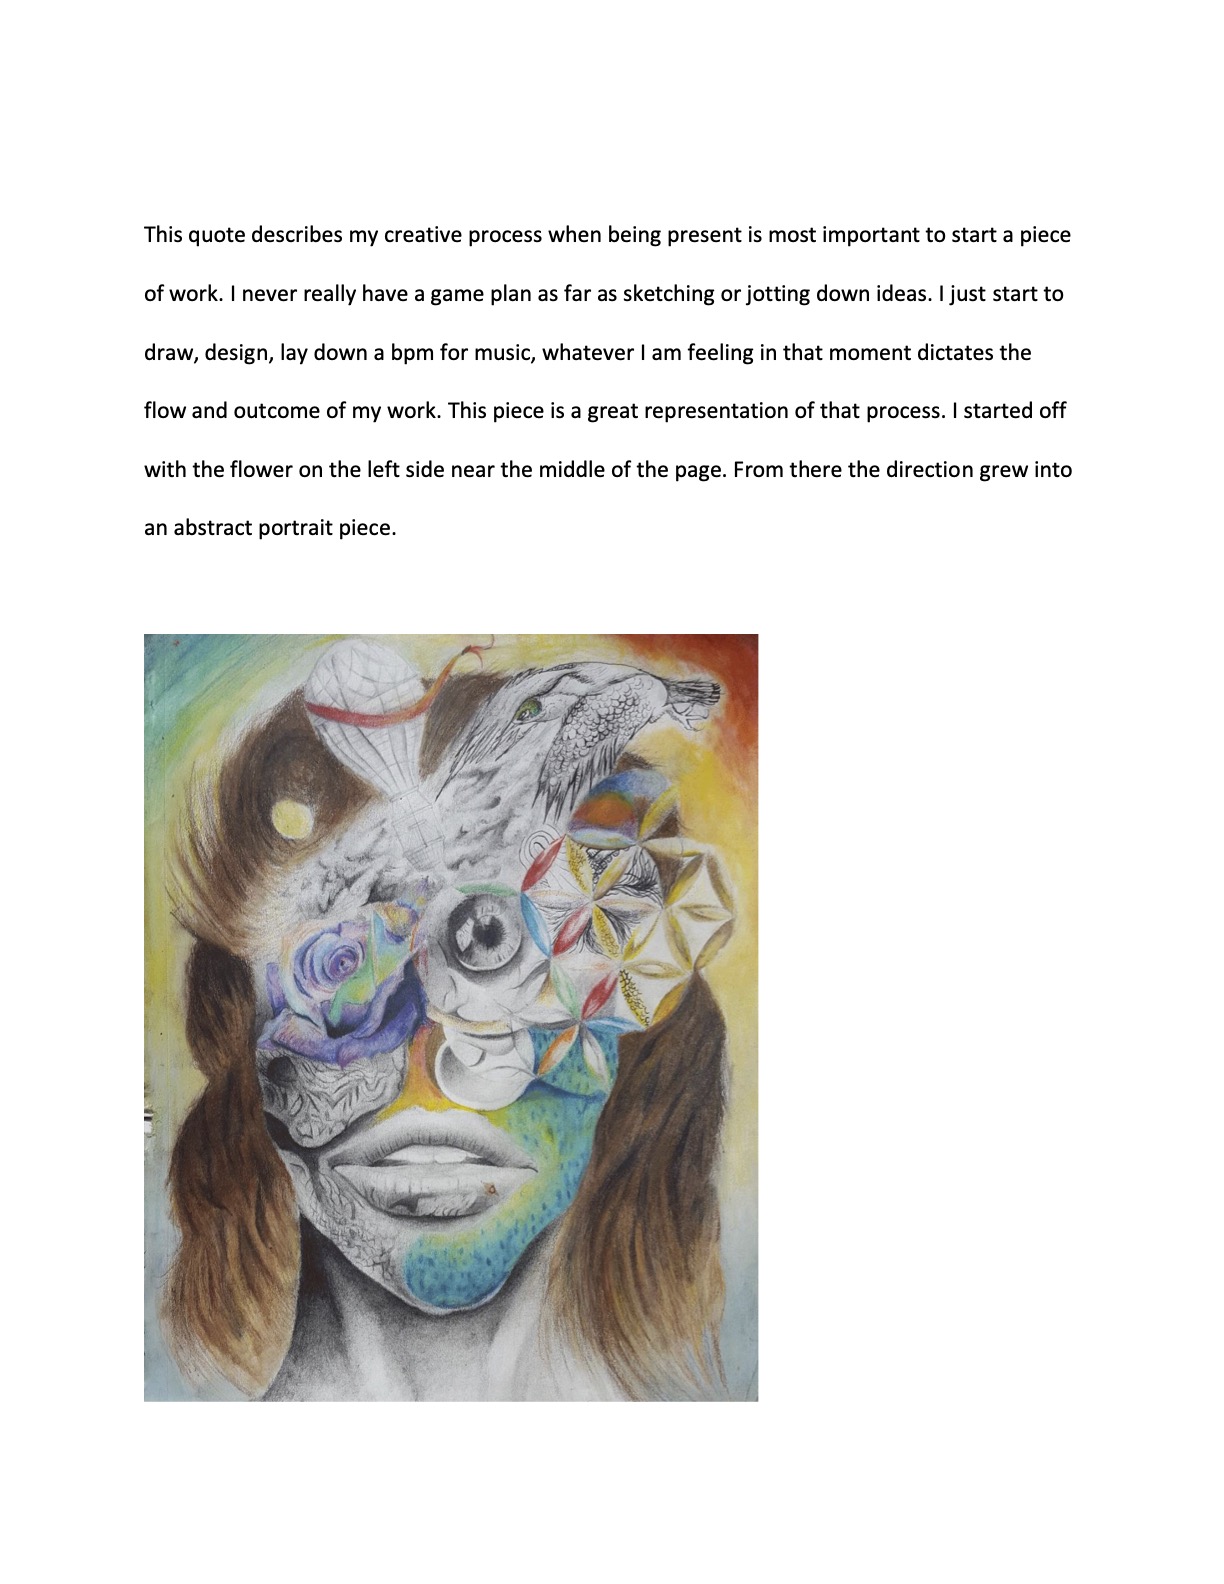 This quote describes my creative process when being present is most important to start a piece
of work. I never really have a game plan as far as sketching or jotting down ideas. I just start to
draw, design, lay down a bpm for music, whatever I am feeling in that moment dictates the
flow and outcome of my work. This piece is a great representation of that process. I started off
with the flower on the left side near the middle of the page. From there the direction grew into
an abstract portrait piece.